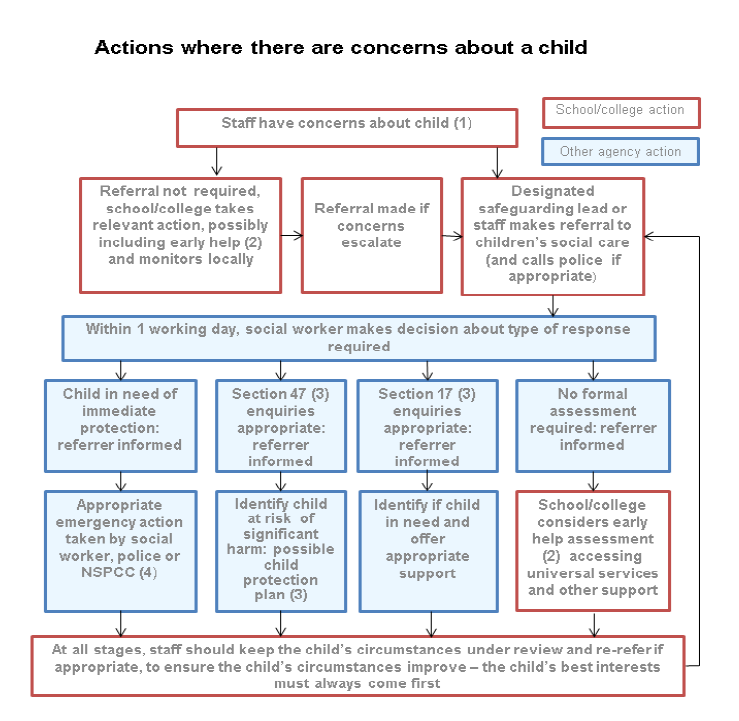 Actions where there are concerns about a child
Staff have concerns about child (1)
School/college action
Other agency action
Referral not required,
school/college takes
relevant action, possibly
including early help (2)
and monitors locally
Referral made if
concerns
escalate
Designated
safeguarding lead or
staff makes referral to
children's social care
(and calls police if
appropriate)
Within 1 working day, social worker makes decision about type of response
required
Child in need of
immediate
protection:
referrer informed
Section 47 (3)
enquiries
appropriate:
referrer
informed
Section 17 (3)
enquiries
appropriate:
referrer
informed
No formal
assessment
required: referrer
informed
Appropriate
emergency action
taken by social
worker, police or
NSPCC (4)
Identify child
at risk of
significant
harm: possible
child
protection
plan (3)
Identify if child
in need and
offer
appropriate
support
School/college
considers early
help assessment
(2) accessing
universal services
and other support
At all stages, staff should keep the child's circumstances under review and re-refer if
appropriate, to ensure the child's circumstances improve – the child's best interests
must always come first